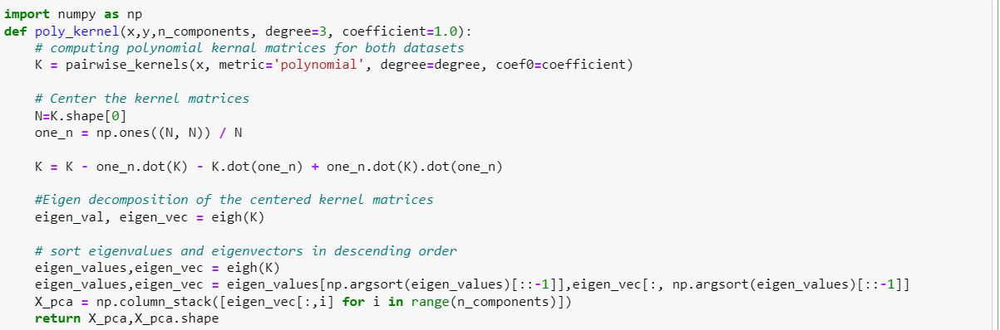 import numpy as np
def poly_kernel(x,y,n_components, degree=3, coefficient=1.0):
    # computing polynomial kernal matrices for both datasets
    K = pairwise_kernels(x, metric='polynomial', degree=degree, coef0=coefficient)

    # Center the kernel matrices
    N=K.shape[0]
    one_n = np.ones((N, N)) / N

    K = K - one_n.dot(K) - K.dot(one_n) + one_n.dot(K).dot(one_n)

    #Eigen decomposition of the centered kernel matrices
    eigen_val, eigen_vec = eigh(K)

    # sort eigenvalues and eigenvectors in descending order
    eigen_values,eigen_vec = eigh(K)
    eigen_values,eigen_vec = eigen_values[np.argsort(eigen_values)[::-1]],eigen_vec[:, np.argsort(eigen_values)[::-1]]
    X_pca = np.column_stack([eigen_vec[:,i] for i in range(n_components)])
    return X_pca,X_pca.shape